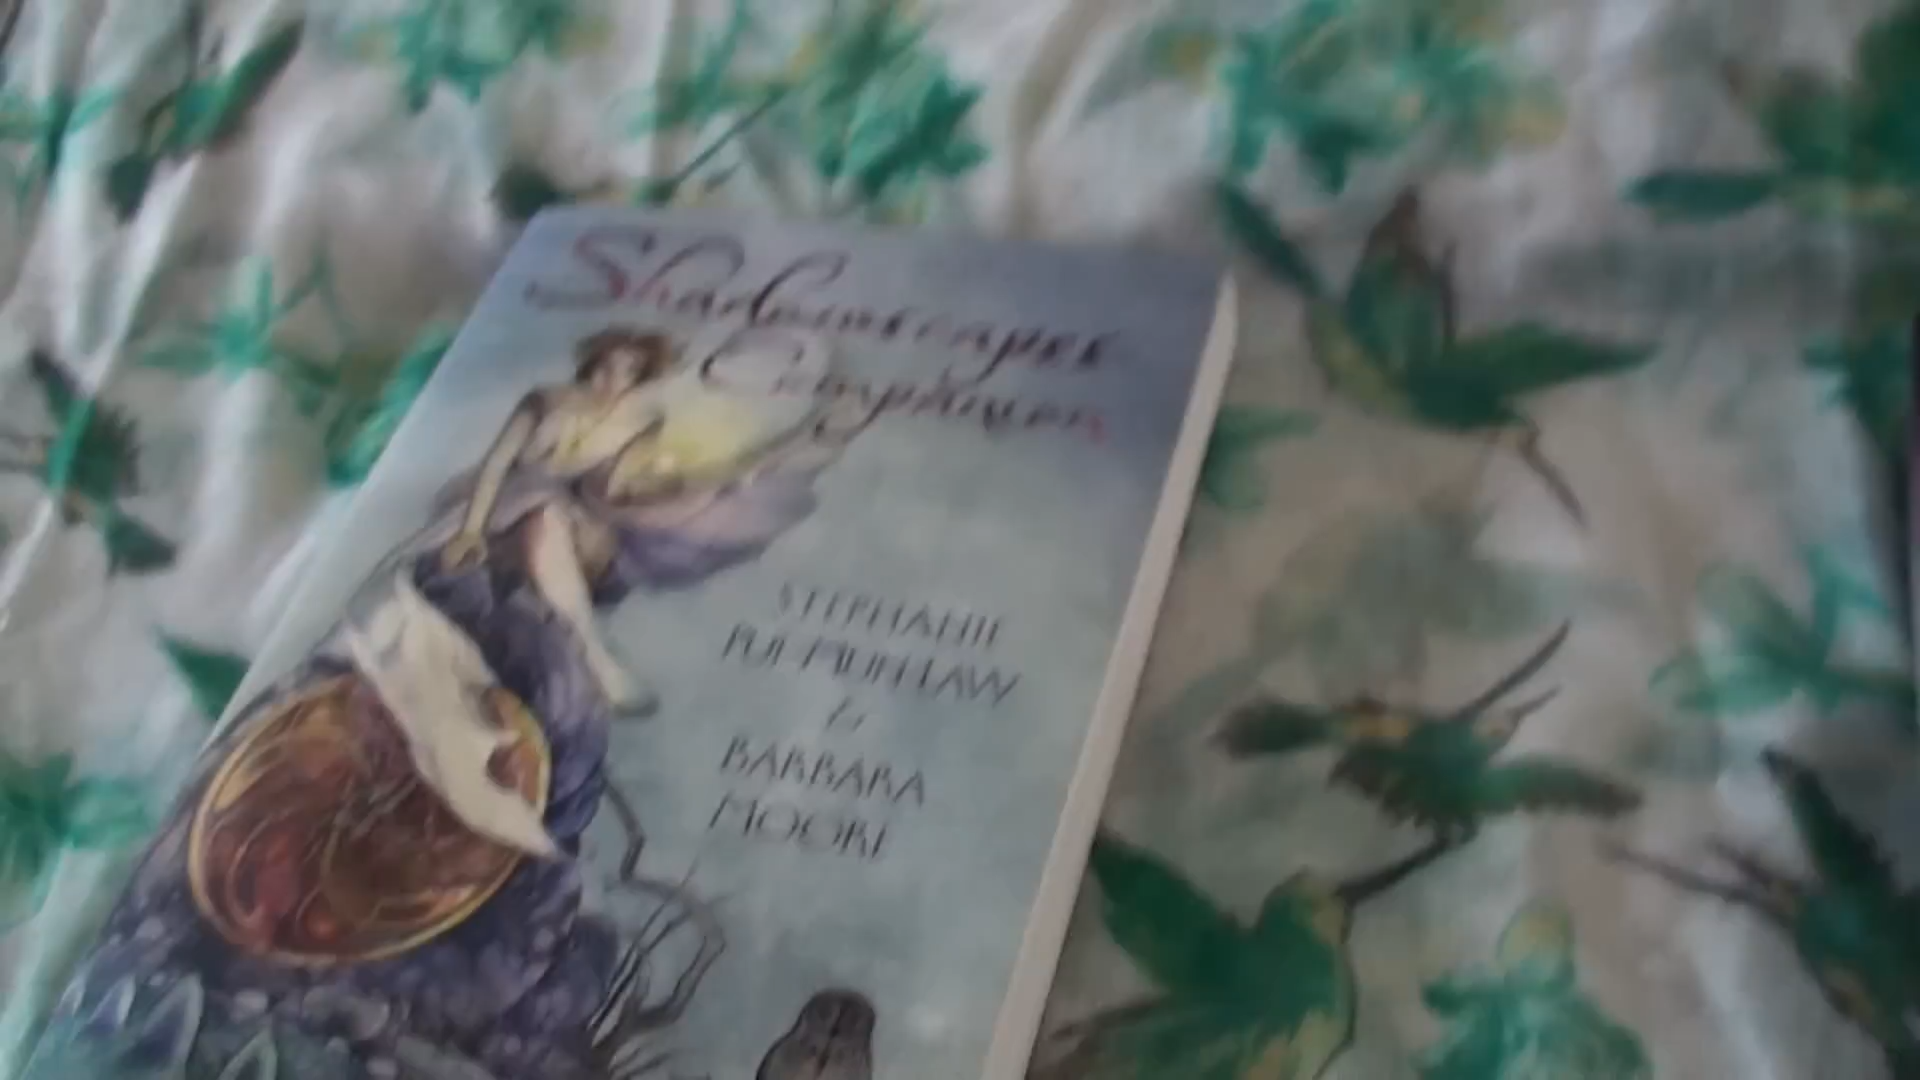 Shadowscapes
Companion
STEPHANIE
PUI-MUN LAW
&
BARBARA
MOORE